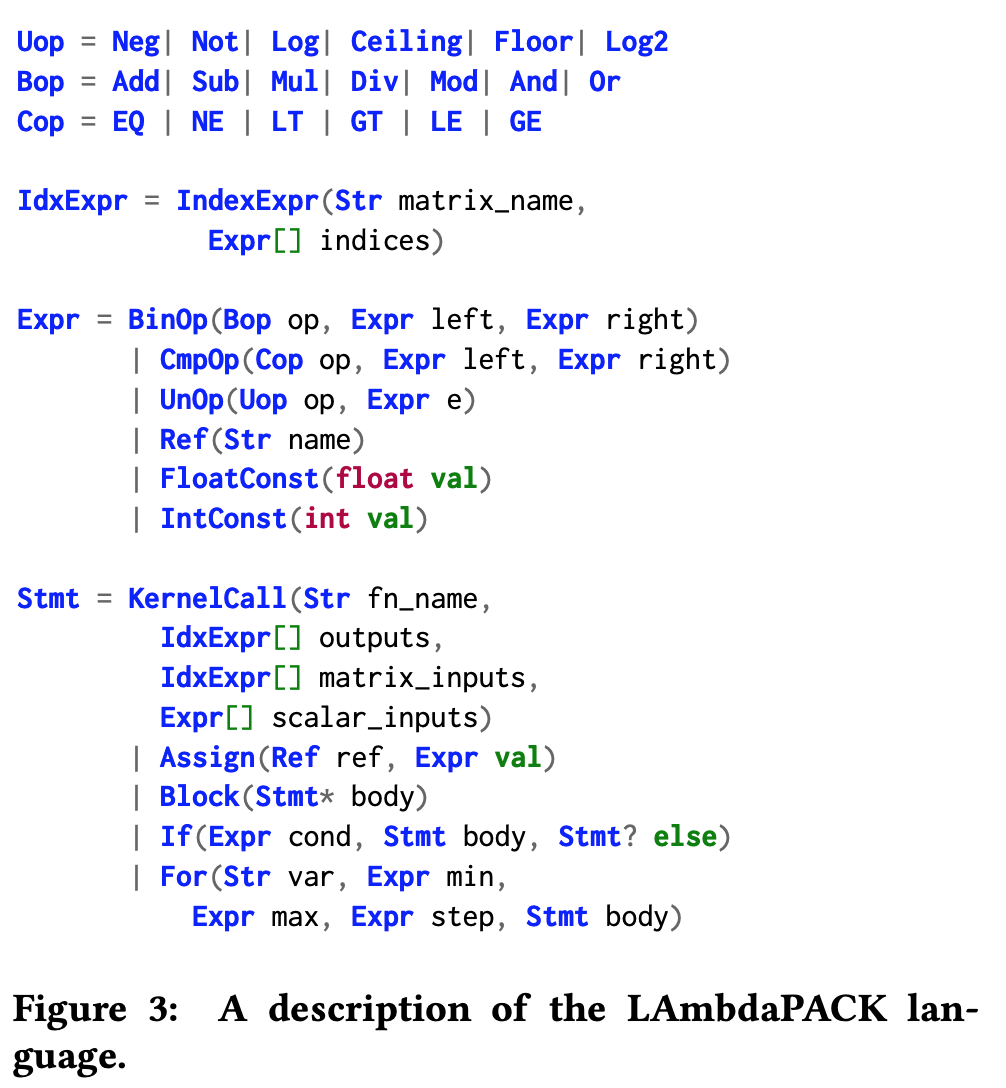 Uop = Neg| Not| Log| Ceiling| Floor| Log2
Bop = Add| Sub| Mul| Div| Mod| And| Or
Cop = EQ | NE | LT | GT | LE | GE
IdxExpr = IndexExpr(Str matrix_name,
Expr[] indices)
Expr = BinOp(Bop op, Expr left, Expr right)
| CmpOp(Cop op, Expr left, Expr right)
| UnOp(Uop op, Expr e)
| Ref(Str name)
| FloatConst(float val)
| IntConst(int val)
Stmt = KernelCall(Str fn_name,
IdxExpr[] outputs,
IdxExpr[] matrix_inputs,
Expr[] scalar_inputs)
| Assign(Ref ref, Expr val)
| Block(Stmt* body)
| If(Expr cond, Stmt body, Stmt? else)
| For(Str var, Expr min,
Expr max, Expr step, Stmt body)
Figure 3: A description of the LAmbdaPACK lan-
guage.